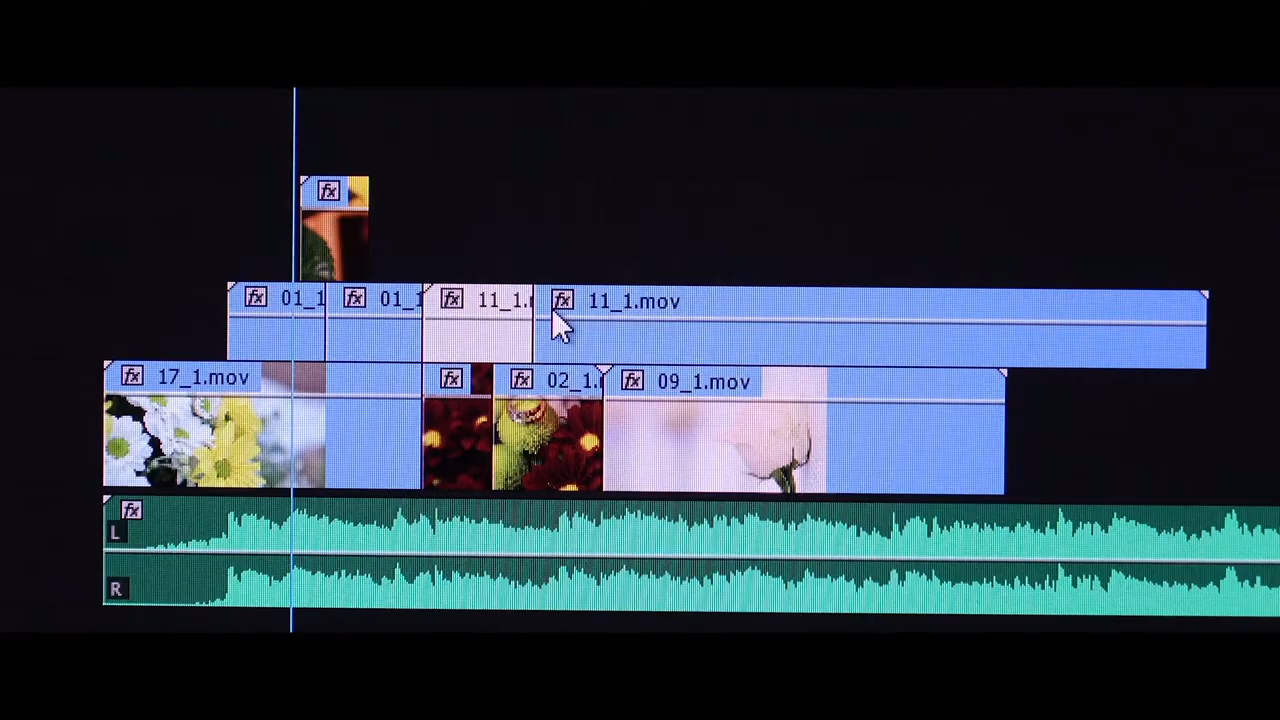 fx
fx 01_1 fx 01_1 fx 11_1. fx 11_1.mov
fx 17_1.mov fx fx 02_1. fx 09_1.mov
fx
L
R